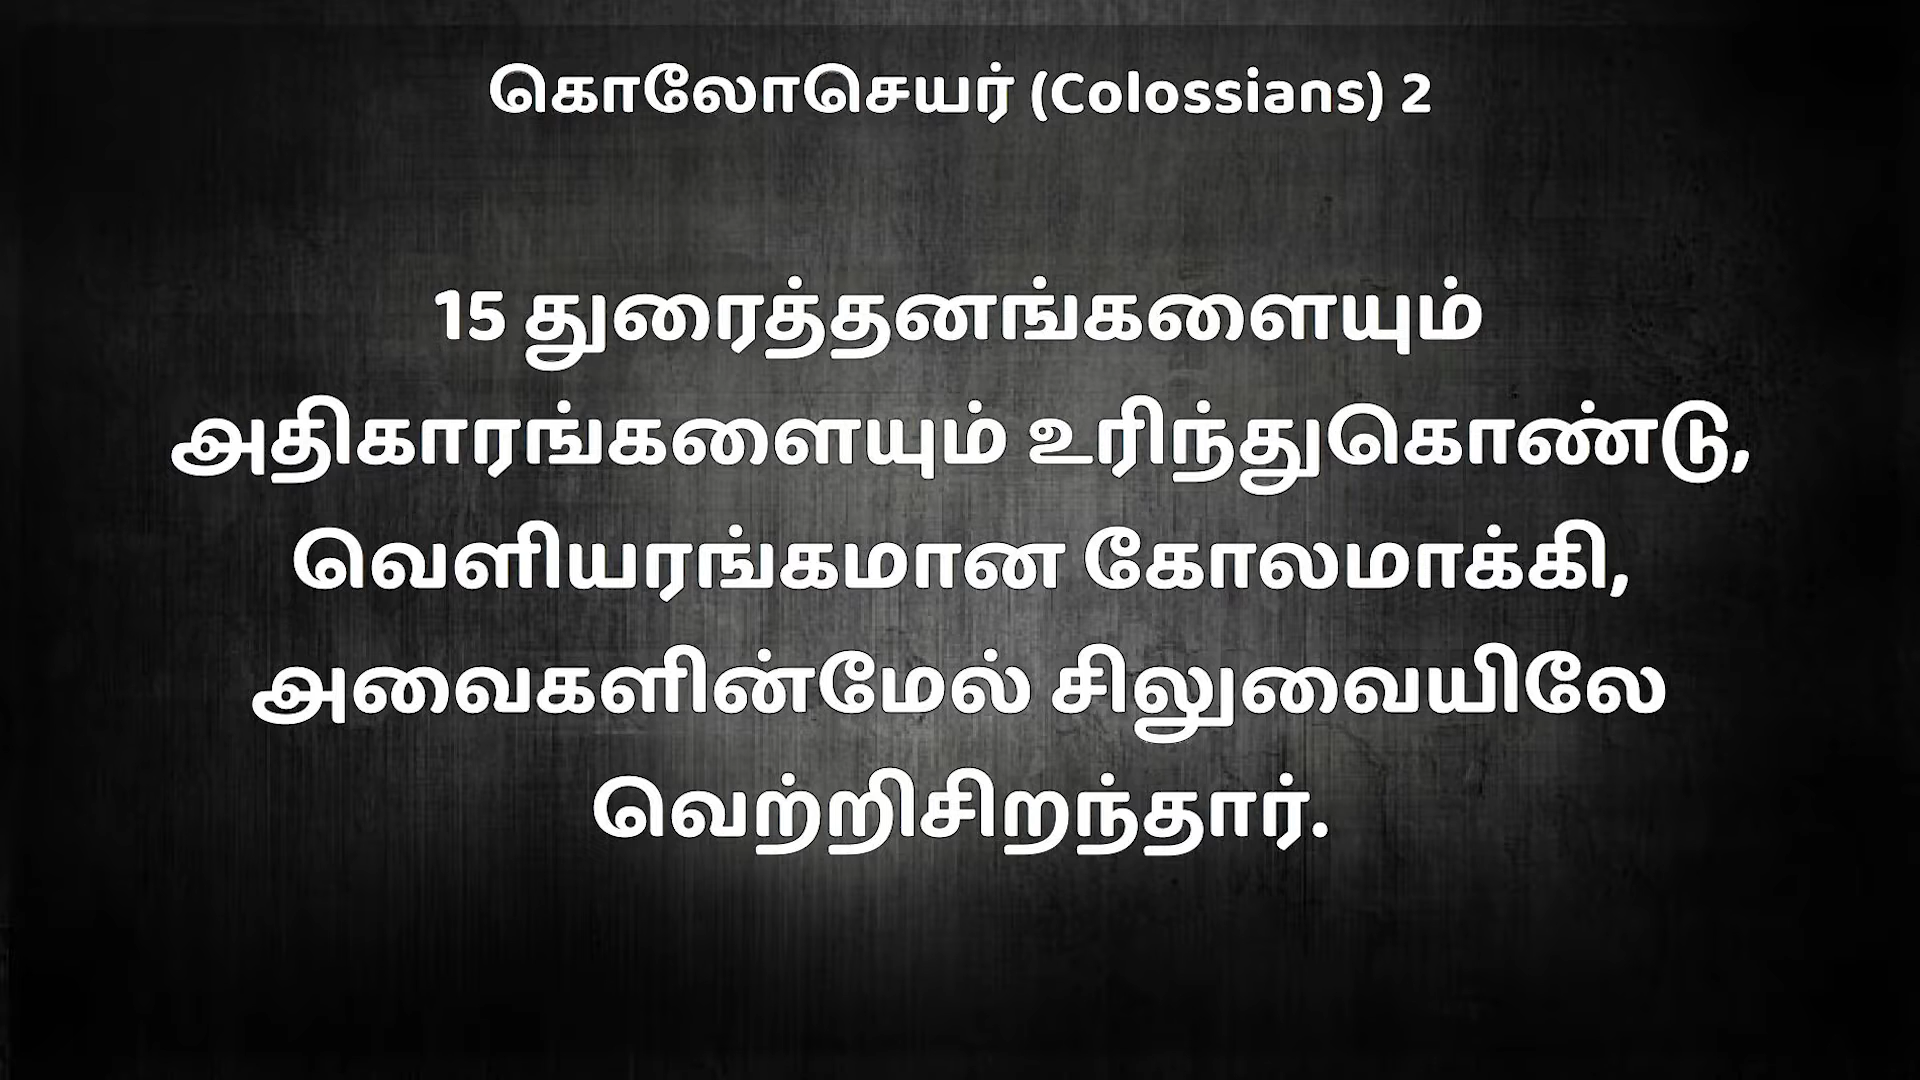 கொலோசெயர் (Colossians) 2
15 துரைத்தனங்களையும்
அதிகாரங்களையும் உரிந்துகொண்டு,
வெளியரங்கமான கோலமாக்கி,
அவைகளின்மேல் சிலுவையிலே
வெற்றிசிறந்தார்.